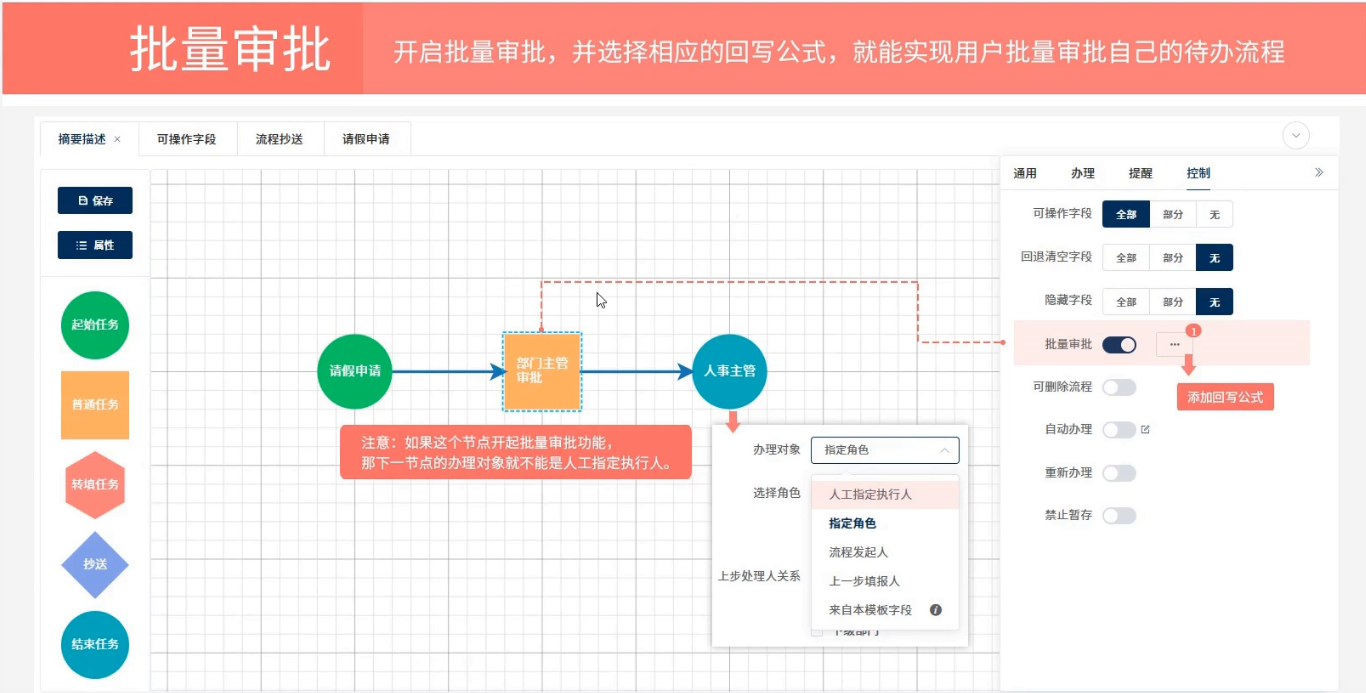 批量审批
开启批量审批，并选择相应的回写公式，就能实现用户批量审批自己的待办流程
摘要描述 ×
可操作字段
流程抄送
请假申请
保存
属性
起始任务
普通任务
转填任务
抄送
结束任务
请假申请
部门主管
审批
人事主管
注意：如果这个节点开起批量审批功能，
那下一节点的办理对象就不能是人工指定执行人。
办理对象 指定角色
选择角色
人工指定执行人
指定角色
流程发起人
上一步填报人
来自本模板字段
上步处理人关系
下级部门
通用 办理 提醒 控制
可操作字段 全部 部分 无
回退清空字段 全部 部分 无
隐藏字段 全部 部分 无
批量审批 ··· 1
添加回写公式
可删除流程
自动办理
重新办理
禁止暂存